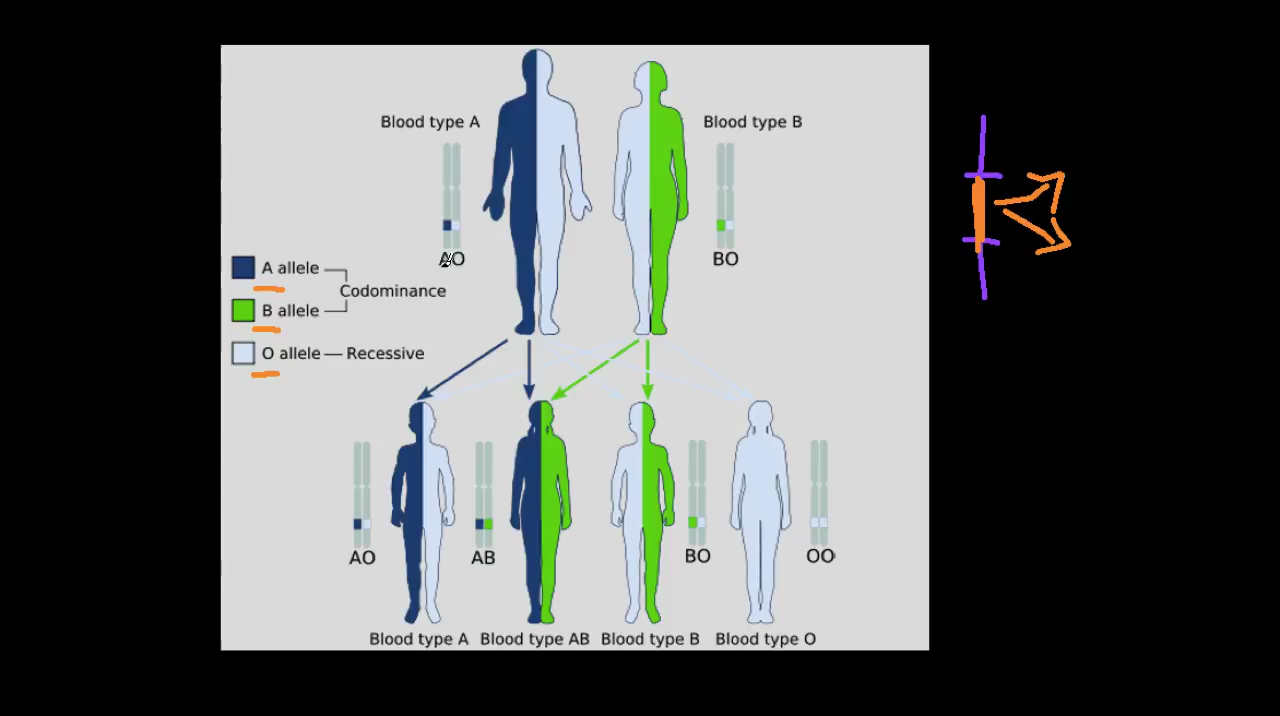 Blood type A
Blood type B
AO
BO
A allele
Codominance
B allele
O allele — Recessive
AO
AB
BO
OO
Blood type A
Blood type AB
Blood type B
Blood type O